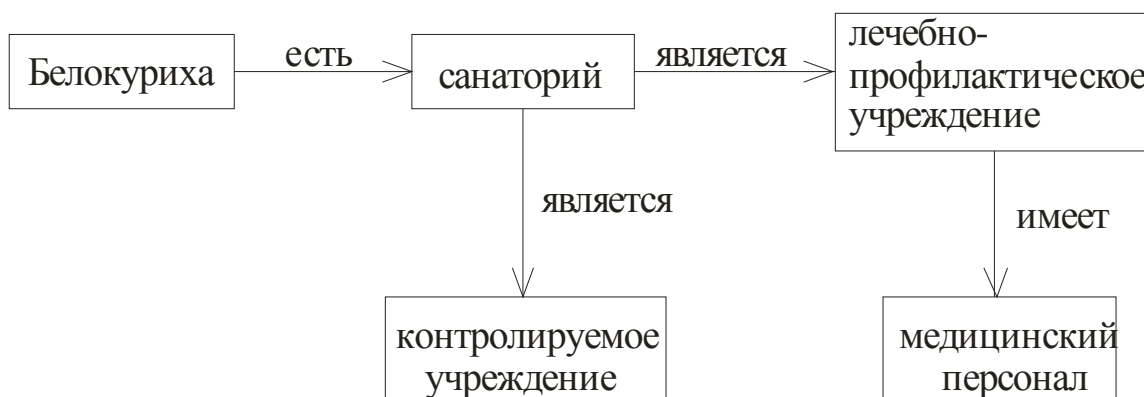 Белокуриха
есть
санаторий
является
лечебно-
профилактическое
учреждение
является
имеет
контролируемое
учреждение
медицинский
персонал